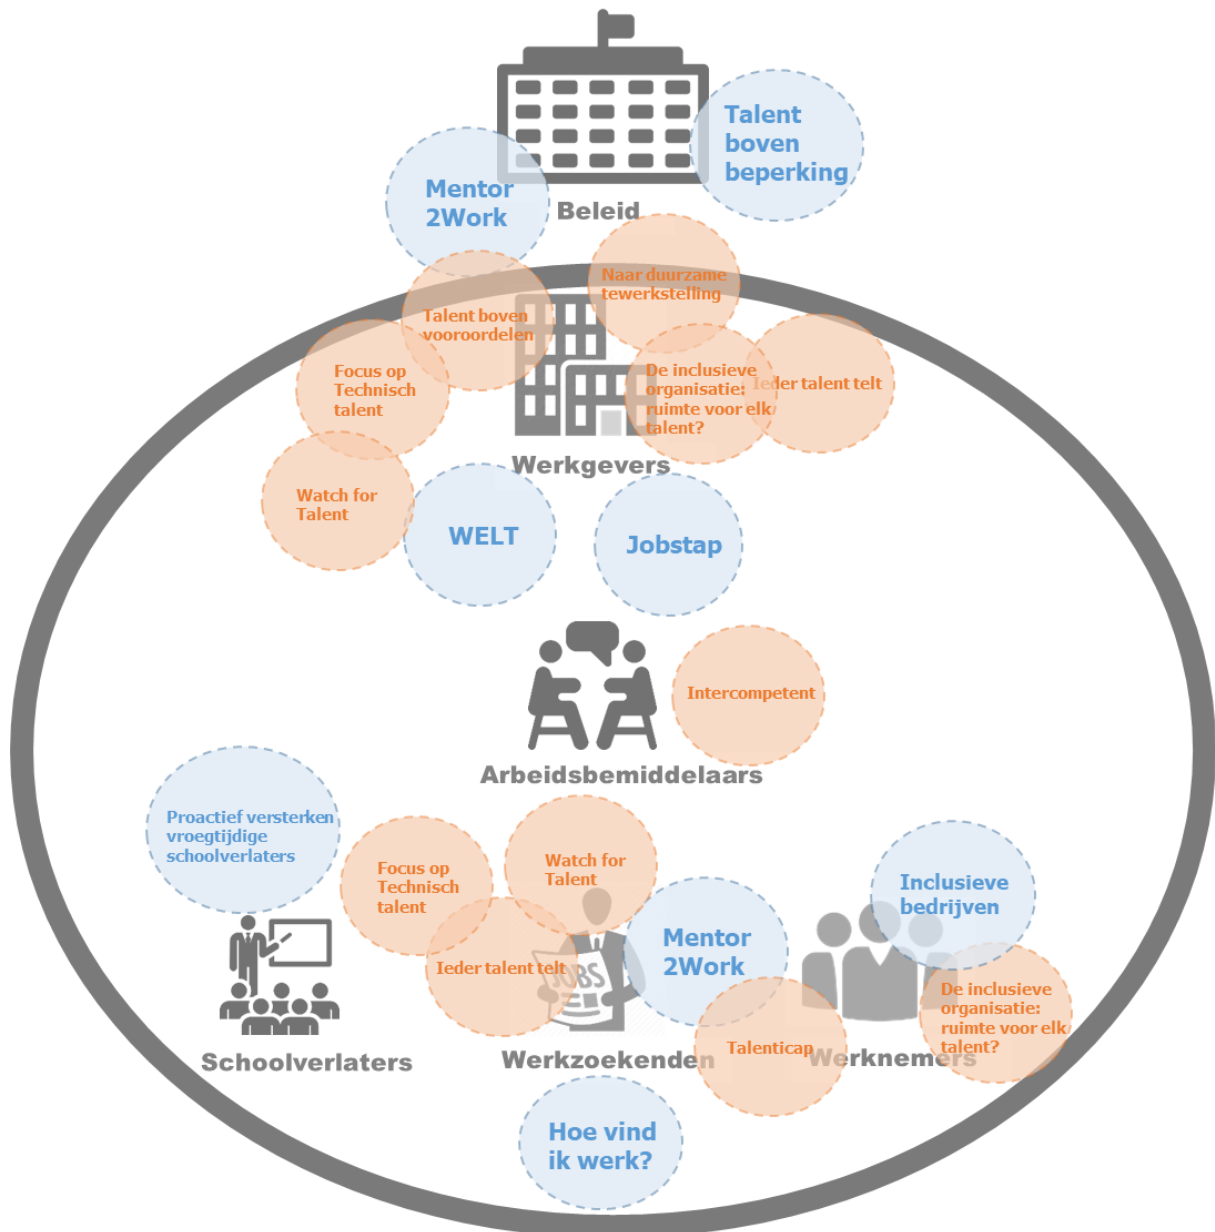 Talent
boven
beperking
Mentor
2Work
Beleid
Naar duurzame
tewerkstelling
Talent boven
vooroordelen
Focus op
Technisch
talent
De inclusieve
organisatie:
ruimte voor elk
talent?
Ieder talent telt
Werkgevers
Watch for
Talent
WELT
Jobstap
Intercompetent
Arbeidsbemiddelaars
Proactief versterken
vroegtijdige
schoolverlaters
Focus op
Technisch
talent
Watch for
Talent
Inclusieve
bedrijven
Ieder talent telt
JOBS
Mentor
2Work
De inclusieve
organisatie:
ruimte voor elk
talent?
Schoolverlaters
Werkzoekenden
Talenticap
Werknemers
Hoe vind
ik werk?